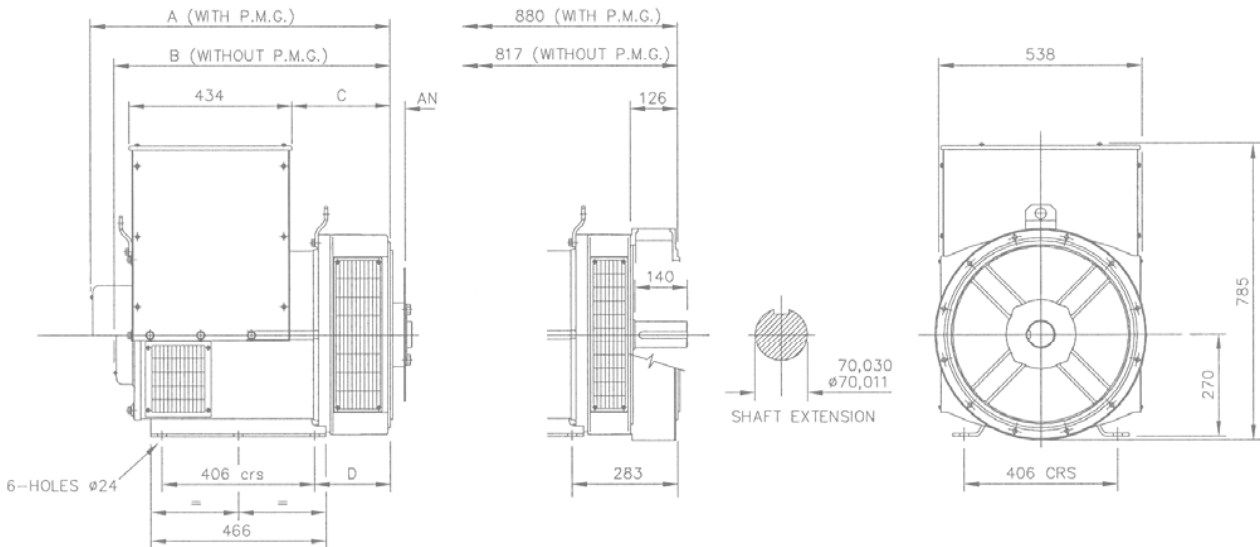 A (WITH P.M.G.)
B (WITHOUT P.M.G.)
434
C
AN
6-HOLES ø24
406 crs
D
=
=
466
880 (WITH P.M.G.)
817 (WITHOUT P.M.G.)
126
140
283
70,030
ø70,011
SHAFT EXTENSION
538
785
270
406 CRS